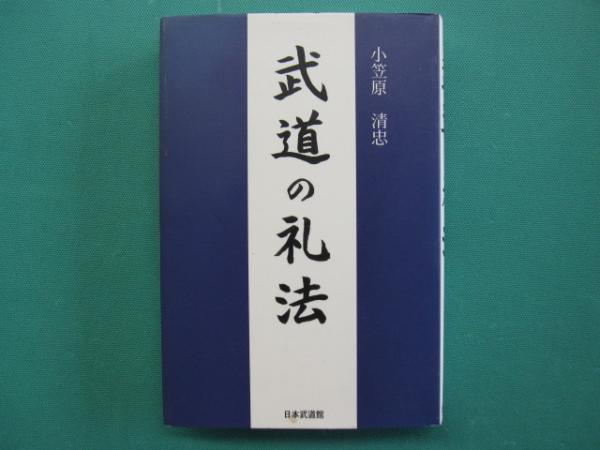 小笠原 清忠
武道の礼法
日本武道館